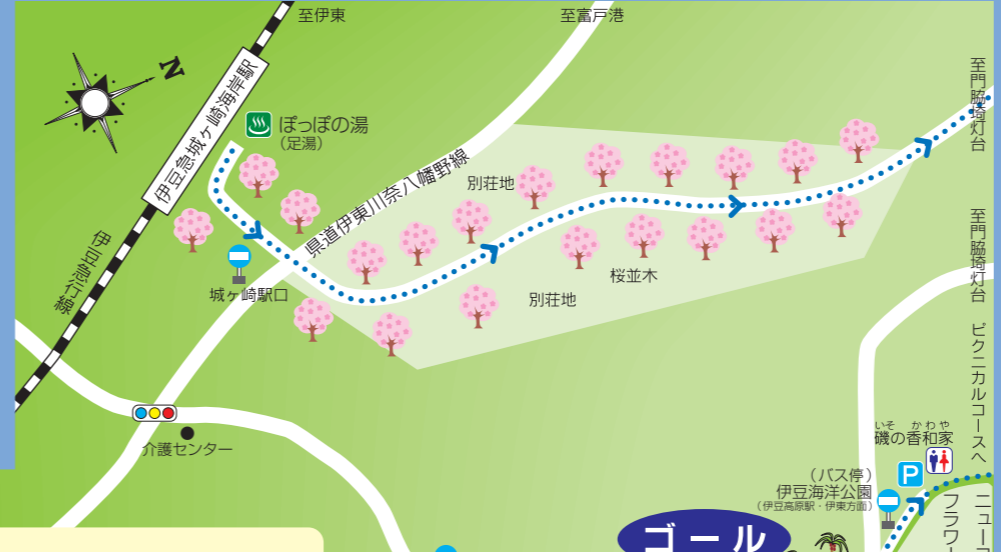 至伊東
至富戸港
N
伊豆急城ヶ崎海岸駅
ぽっぽの湯
(足湯)
至門脇埼灯台
県道伊東川奈八幡野線
別荘地
伊豆急行線
城ヶ崎駅口
桜並木
別荘地
至門脇埼灯台
ピクニカルコースへ
介護センター
いそ かわや
磯の香和家
P
(バス停)
伊豆海洋公園
(伊豆高原駅・伊東方面)
ゴール
ニュー
フラワー